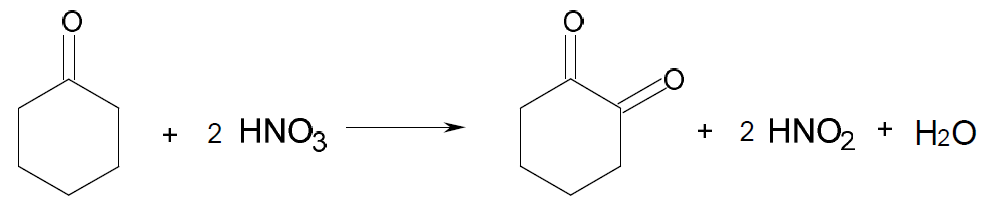 O O O
+ 2 HNO3 + 2 HNO2 + H2O